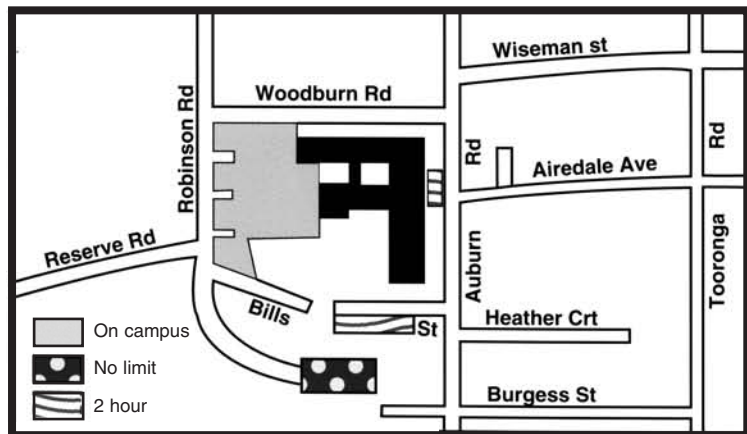 Wiseman st
Woodburn Rd
Robinson Rd
Rd
Rd
Airedale Ave
Reserve Rd
Auburn
Tooronga
Bills
St
Heather Crt
Burgess St
On campus
No limit
2 hour